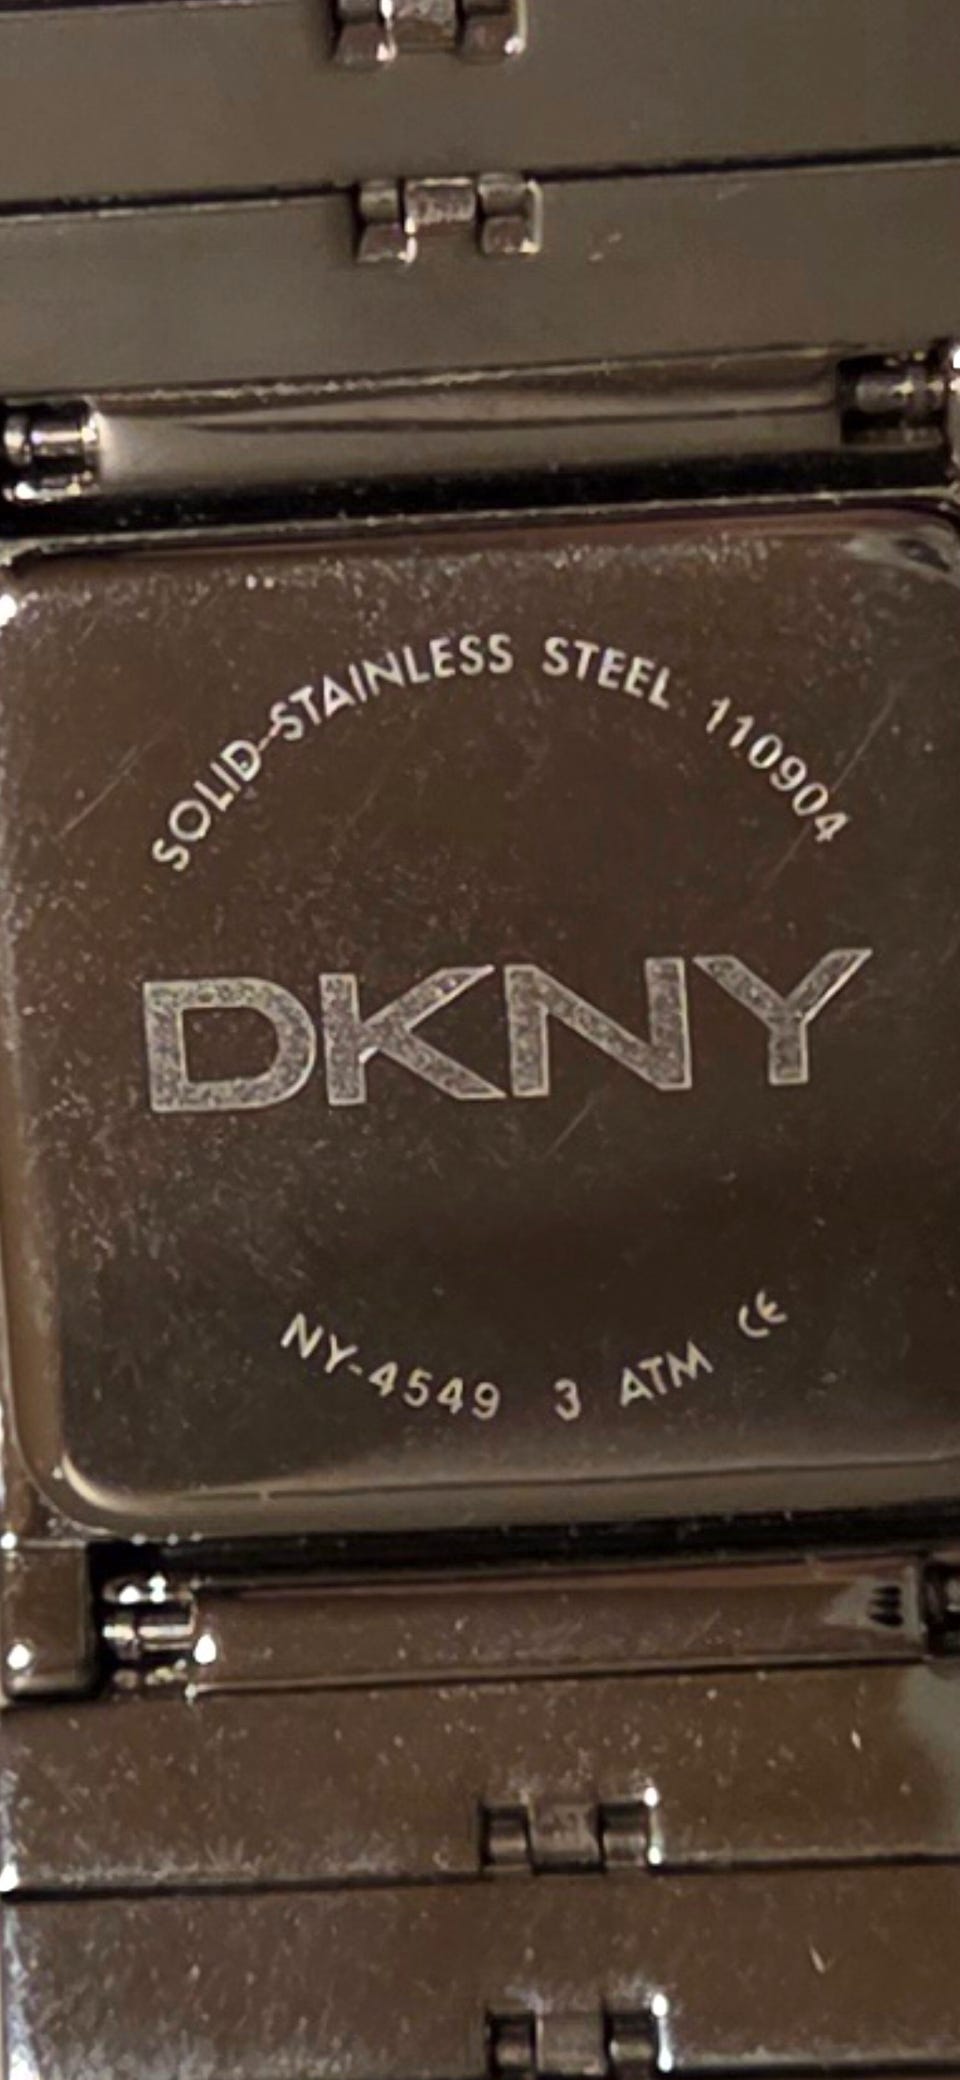 SOLID STAINLESS STEEL 110904
DKNY
NY-4549 3 ATM CE